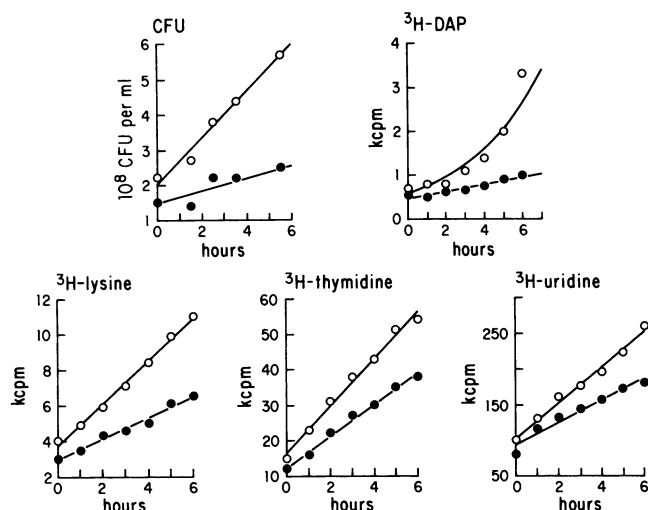 CFU
10⁸ CFU per ml
6
5
4
3
2
1
0 2 4 6
hours
³H-DAP
kcpm
4
3
2
1
0
0 2 4 6
hours
³H-lysine
kcpm
12
10
8
6
4
2
0 2 4 6
hours
³H-thymidine
kcpm
60
50
40
30
20
10
0 2 4 6
hours
³H-uridine
kcpm
250
150
50
0 2 4 6
hours